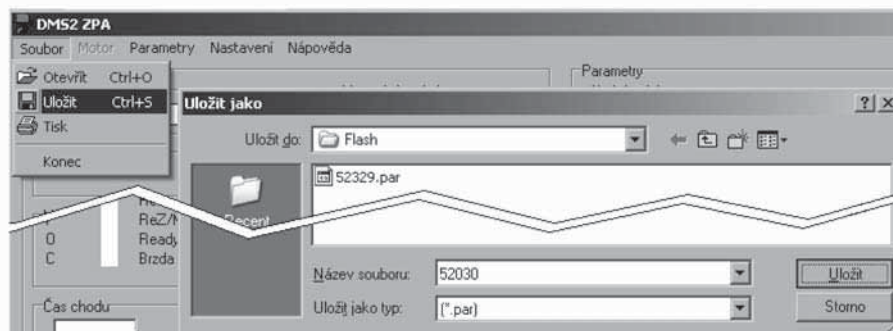 DMS2 ZPA
Soubor Motor Parametry Nastavení Nápověda
Otevřít Ctrl+O
Uložit Ctrl+S
Tisk
Konec
Parametry
Uložit jako
Uložit do: Flash
52329.par
Recent
ReZ/
O Ready
C Brzda
Název souboru: 52030 Uložit
Uložit jako typ: (*.par) Storno
Čas chodu